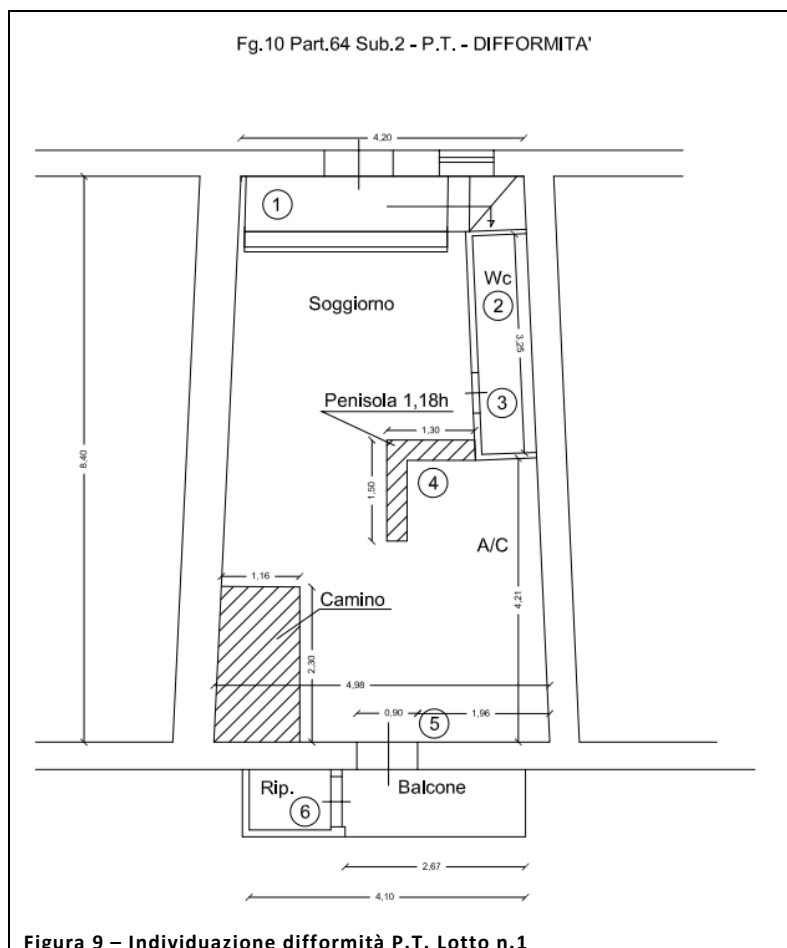 Fg.10 Part.64 Sub.2 - P.T. - DIFFORMITA'
4,20
1
Wc
2
Soggiorno
3,25
8,40
Penisola 1,18h
3
1,30
4
1,50
A/C
1,16
Camino
4,21
2,30
4,98
0,90
5
1,96
Rip.
Balcone
6
2,67
4,10
Figura 9 – Individuazione difformità P.T. Lotto n.1